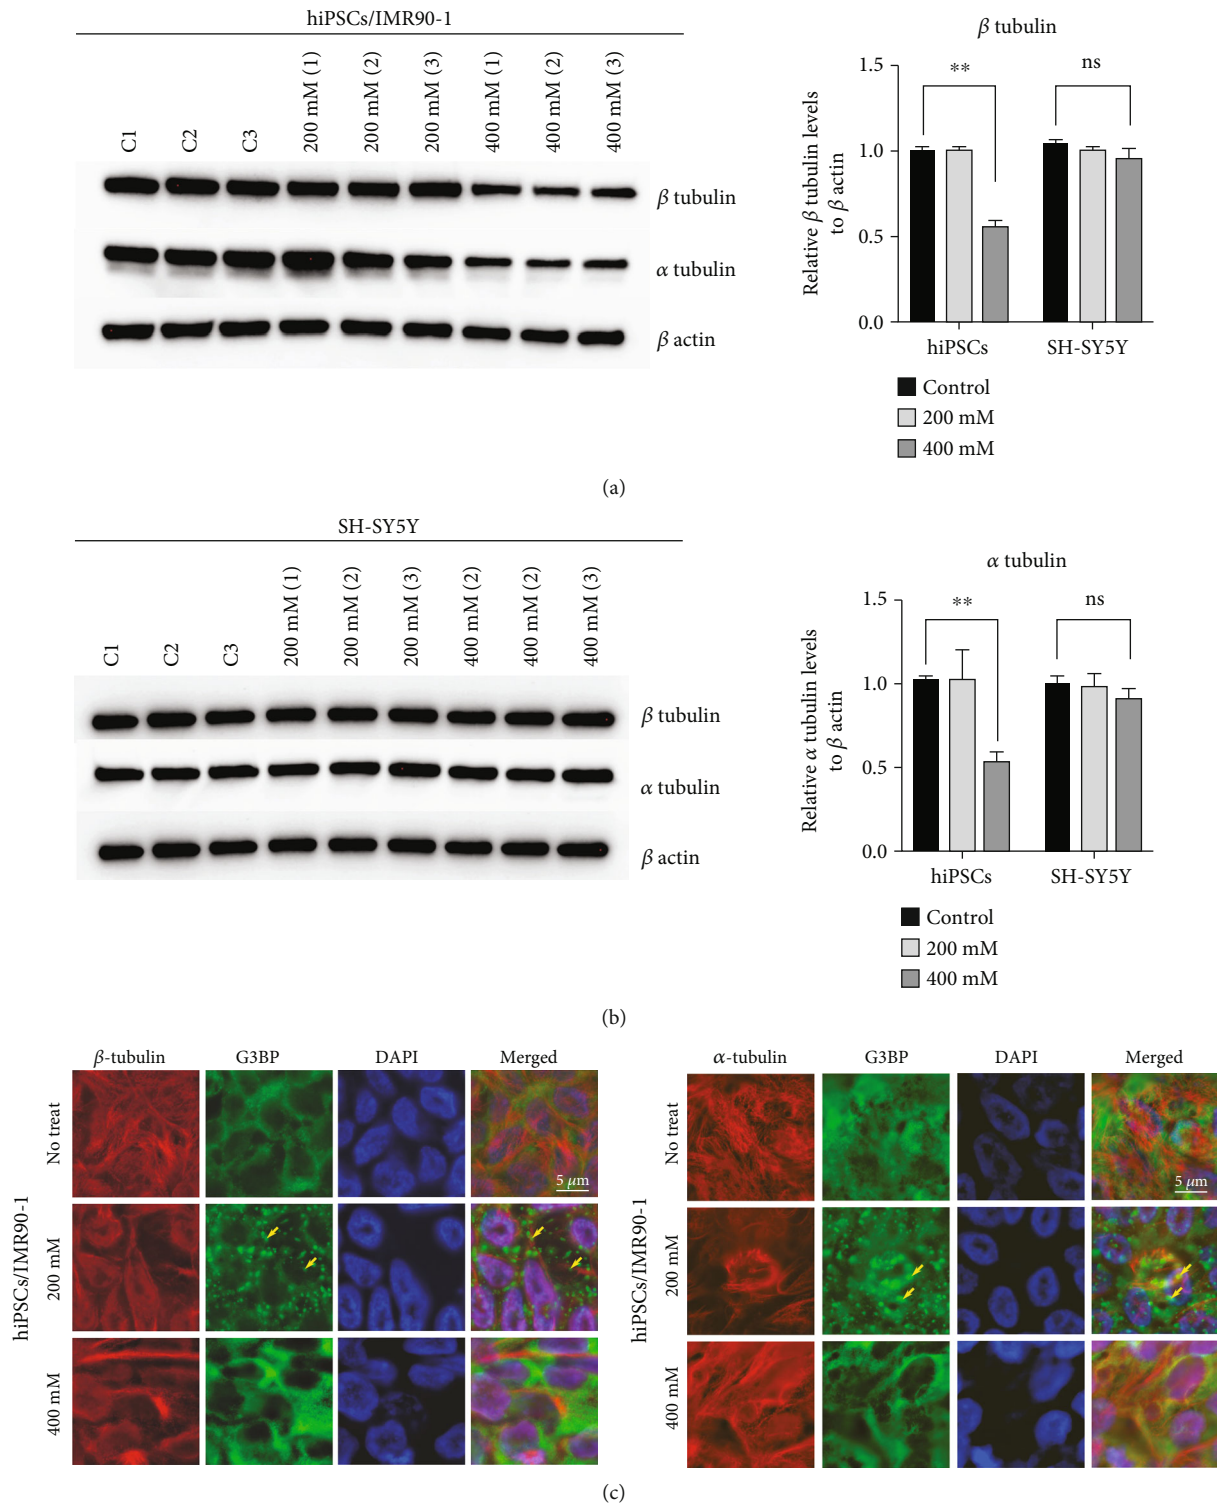 hiPSCs/IMR90-1
C1
C2
C3
200 mM (1)
200 mM (2)
200 mM (3)
400 mM (1)
400 mM (2)
400 mM (3)
β tubulin
α tubulin
β actin
β tubulin
Relative β tubulin levels
to β actin
1.5
1.0
0.5
0.0
**
ns
hiPSCs
SH-SY5Y
Control
200 mM
400 mM
(a)
SH-SY5Y
C1
C2
C3
200 mM (1)
200 mM (2)
200 mM (3)
400 mM (2)
400 mM (2)
400 mM (3)
β tubulin
α tubulin
β actin
α tubulin
Relative α tubulin levels
to β actin
1.5
1.0
0.5
0.0
**
ns
hiPSCs
SH-SY5Y
Control
200 mM
400 mM
(b)
β-tubulin
G3BP
DAPI
Merged
hiPSCs/IMR90-1
No treat
200 mM
400 mM
5 μm
α-tubulin
G3BP
DAPI
Merged
hiPSCs/IMR90-1
No treat
200 mM
400 mM
5 μm
(c)